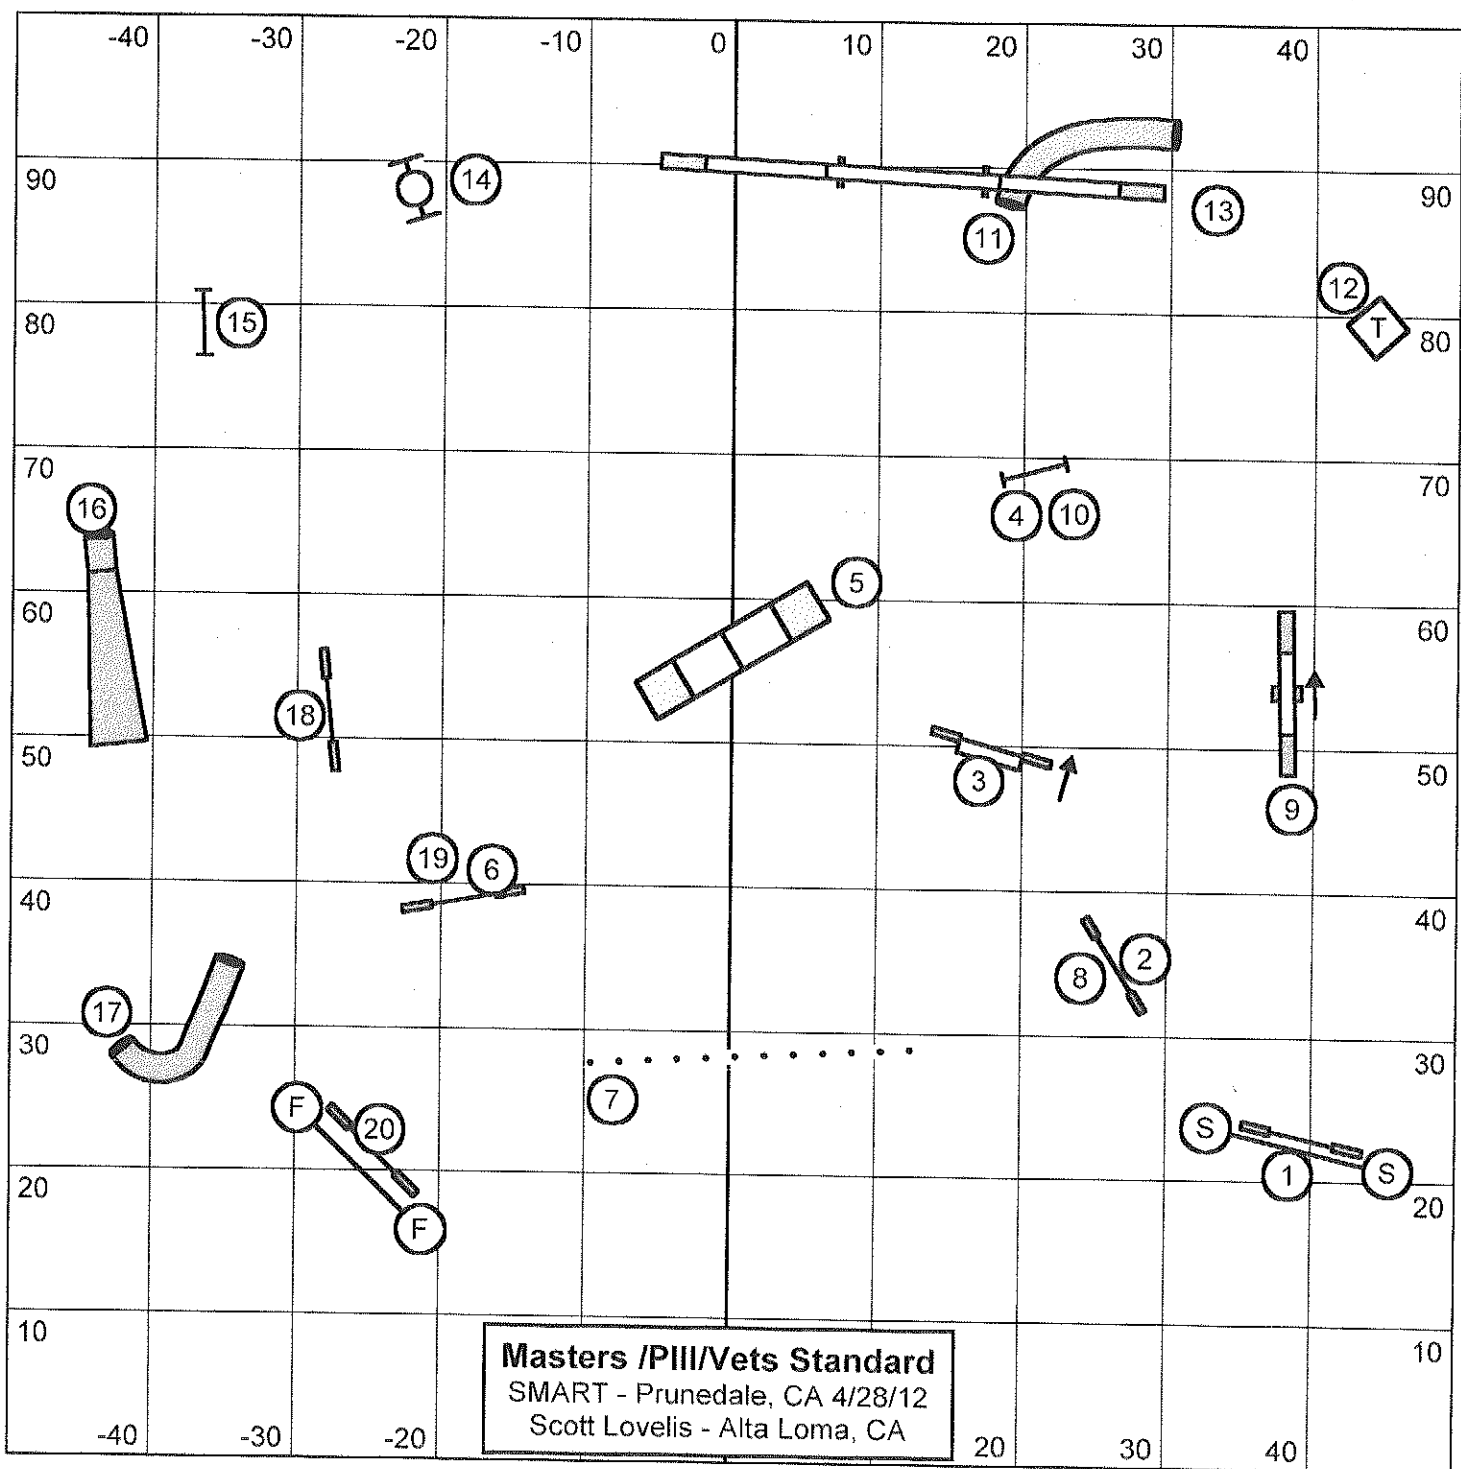 -40 -30 -20 -10 0 10 20 30 40
90 14 11 13 90
12
80 15 T 80
70 70
16 4 10
60 5 60
18
50 3 50
9
19 6
40 40
8 2
17
30 30
7
F 20 S
20 1 S 20
F
10 10
Masters /PIII/Vets Standard
SMART - Prunedale, CA 4/28/12
Scott Lovelis - Alta Loma, CA
-40 -30 -20 20 30 40